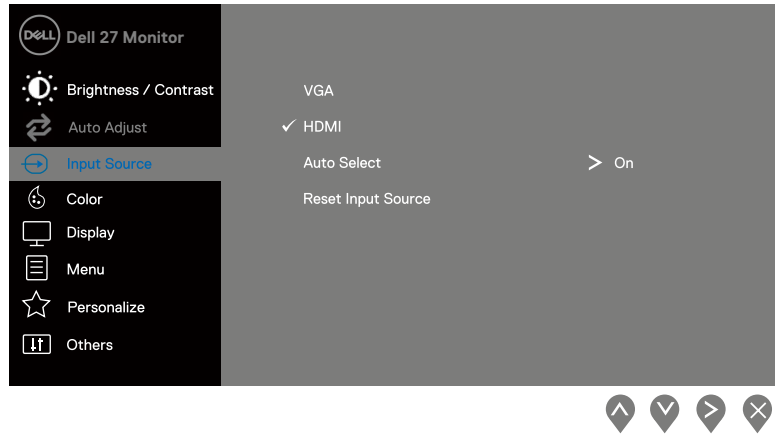 DELL Dell 27 Monitor
Brightness / Contrast
Auto Adjust
Input Source
Color
Display
Menu
Personalize
Others
VGA
HDMI
Auto Select > On
Reset Input Source